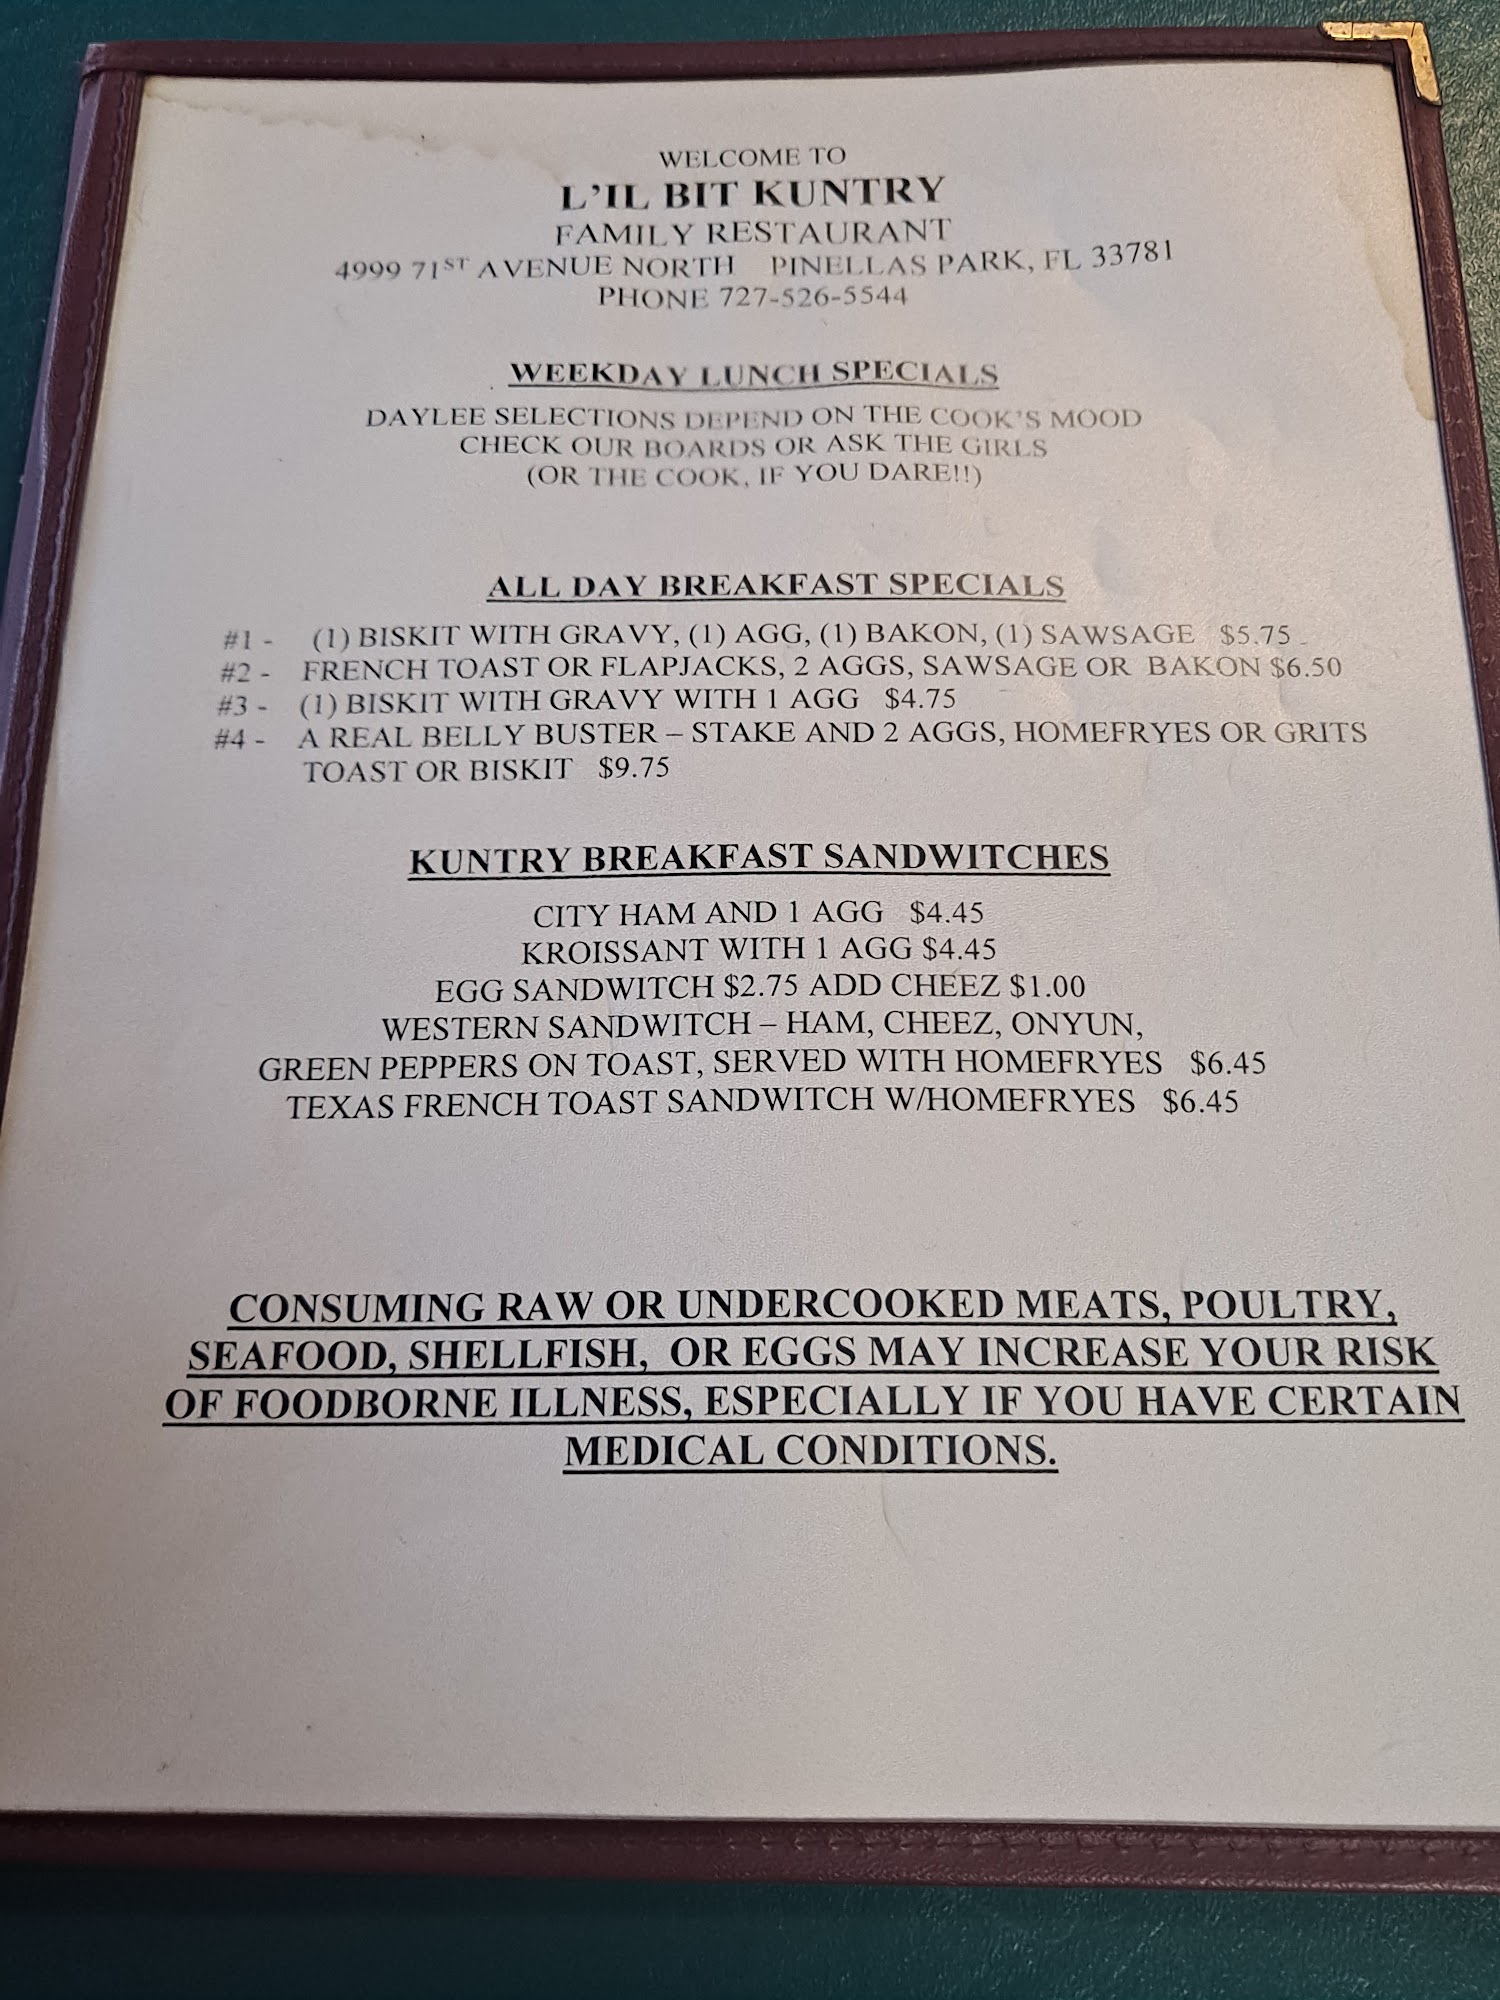 WELCOME TO
L'IL BIT KUNTRY
FAMILY RESTAURANT
4999 71ST AVENUE NORTH PINELLAS PARK, FL 33781
PHONE 727-526-5544
WEEKDAY LUNCH SPECIALS
DAYLEE SELECTIONS DEPEND ON THE COOK'S MOOD
CHECK OUR BOARDS OR ASK THE GIRLS
(OR THE COOK, IF YOU DARE!!)
ALL DAY BREAKFAST SPECIALS
#1 - (1) BISKIT WITH GRAVY, (1) AGG, (1) BAKON, (1) SAWSAGE $5.75
#2 - FRENCH TOAST OR FLAPJACKS, 2 AGGS, SAWSAGE OR BAKON $6.50
#3 - (1) BISKIT WITH GRAVY WITH 1 AGG $4.75
#4 - A REAL BELLY BUSTER – STAKE AND 2 AGGS, HOMEFRYES OR GRITS
TOAST OR BISKIT $9.75
KUNTRY BREAKFAST SANDWITCHES
CITY HAM AND 1 AGG $4.45
KROISSANT WITH 1 AGG $4.45
EGG SANDWITCH $2.75 ADD CHEEZ $1.00
WESTERN SANDWITCH – HAM, CHEEZ, ONYUN,
GREEN PEPPERS ON TOAST, SERVED WITH HOMEFRYES $6.45
TEXAS FRENCH TOAST SANDWITCH W/HOMEFRYES $6.45
CONSUMING RAW OR UNDERCOOKED MEATS, POULTRY,
SEAFOOD, SHELLFISH, OR EGGS MAY INCREASE YOUR RISK
OF FOODBORNE ILLNESS, ESPECIALLY IF YOU HAVE CERTAIN
MEDICAL CONDITIONS.